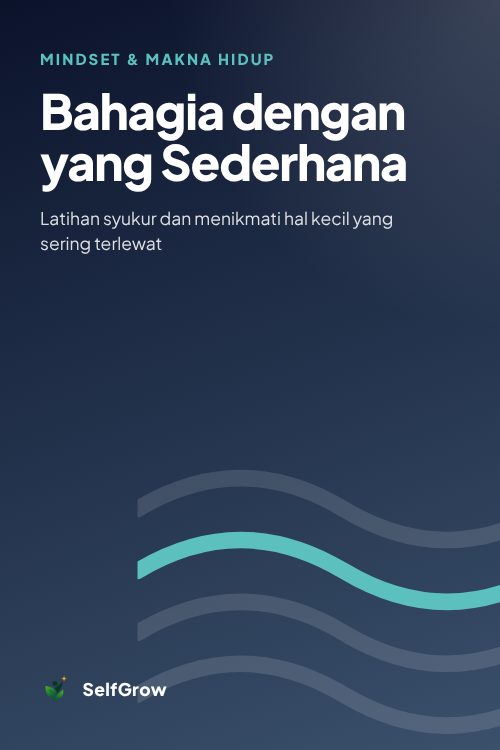 MINDSET & MAKNA HIDUP
Bahagia dengan
yang Sederhana
Latihan syukur dan menikmati hal kecil yang
sering terlewat
SelfGrow